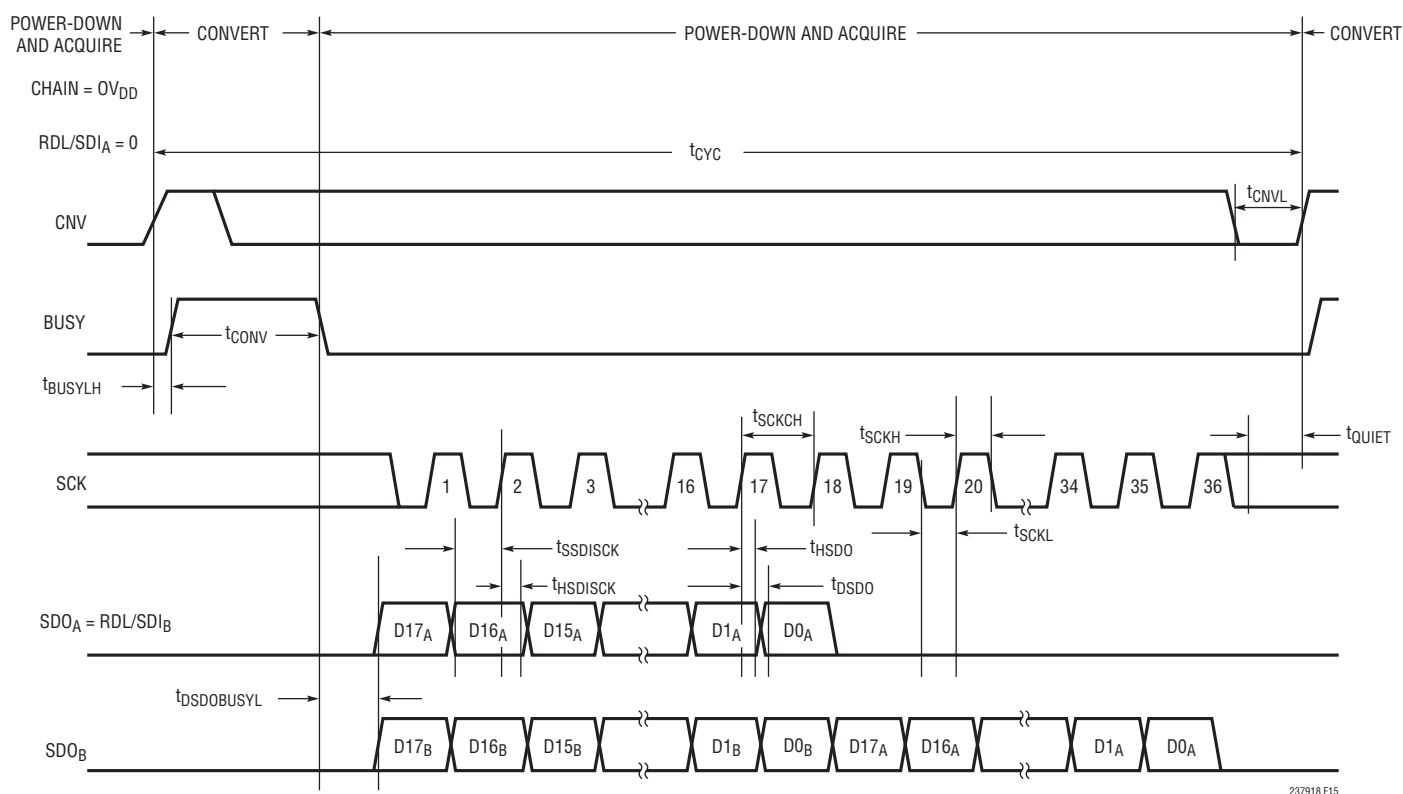 POWER-DOWN
AND ACQUIRE
CONVERT
POWER-DOWN AND ACQUIRE
CONVERT
CHAIN = OVDD
RDL/SDIA = 0
tCYC
CNV
tCNVL
BUSY
tCONV
tBUSYLH
tSCKCH
tSCKH
tQUIET
SCK
1 2 3 16 17 18 19 20 34 35 36
tSSDISCK
tHSDO
tSCKL
tHSDISCK
tDSDO
SDOA = RDL/SDIB
D17A D16A D15A D1A D0A
tDSDOBUSYL
SDOB
D17B D16B D15B D1B D0B D17A D16A D1A D0A
237918 F15